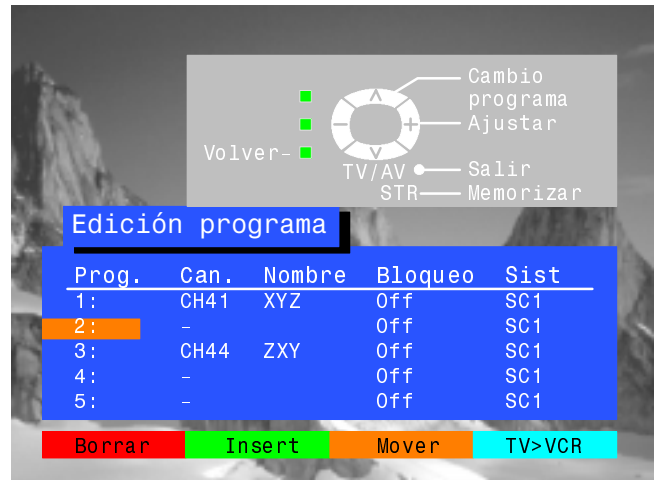 Cambio
programa
Ajustar
Volver-
TV/AV Salir
STR Memorizar
Edición programa
Prog. Can. Nombre Bloqueo Sist
1: CH41 XYZ Off SC1
2: - Off SC1
3: CH44 ZXY Off SC1
4: - Off SC1
5: - Off SC1
Borrar Insert Mover TV>VCR